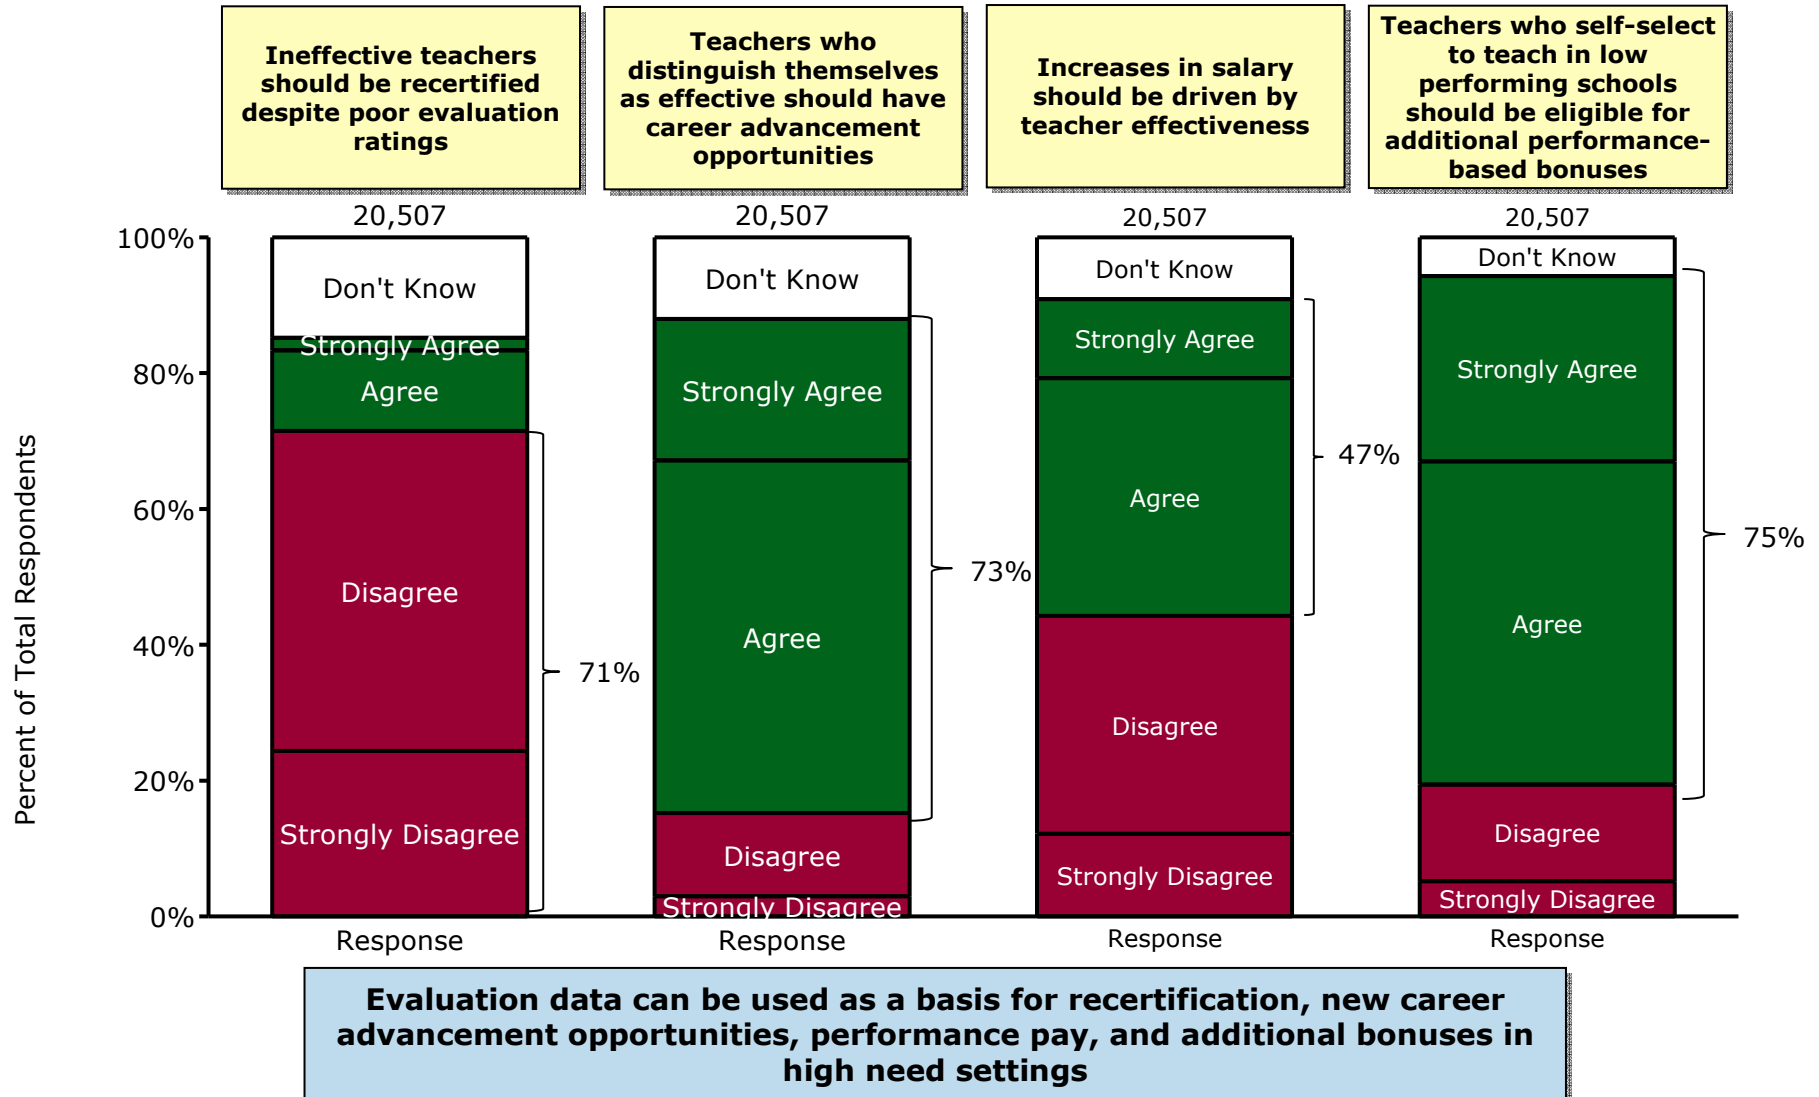 Ineffective teachers
should be recertified
despite poor evaluation
ratings
Teachers who
distinguish themselves
as effective should have
career advancement
opportunities
Increases in salary
should be driven by
teacher effectiveness
Teachers who self-select
to teach in low
performing schools
should be eligible for
additional performance-
based bonuses
20,507
20,507
20,507
20,507
Percent of Total Respondents
100%
80%
60%
40%
20%
0%
Don't Know
Strongly Agree
Agree
Disagree
Strongly Disagree
71%
Response
Don't Know
Strongly Agree
Agree
Disagree
Strongly Disagree
73%
Response
Don't Know
Strongly Agree
Agree
Disagree
Strongly Disagree
47%
Response
Don't Know
Strongly Agree
Agree
Disagree
Strongly Disagree
75%
Response
Evaluation data can be used as a basis for recertification, new career
advancement opportunities, performance pay, and additional bonuses in
high need settings